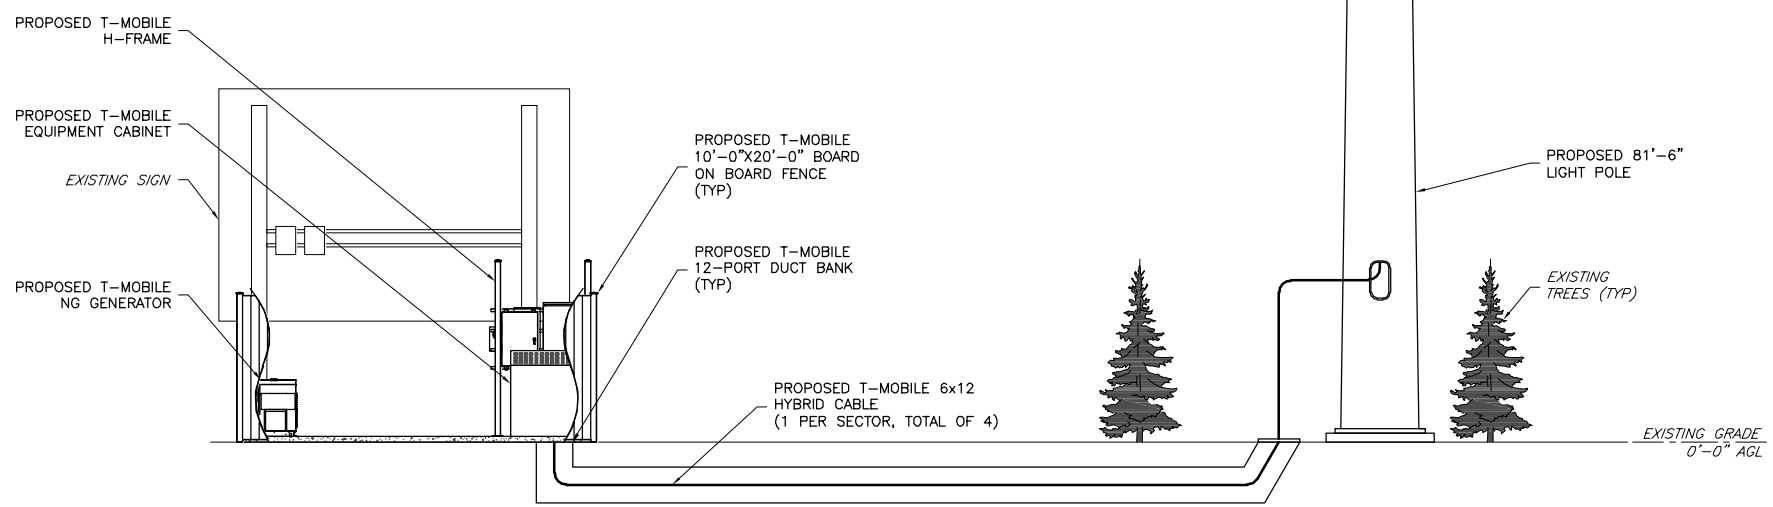 PROPOSED T-MOBILE
H-FRAME
PROPOSED T-MOBILE
EQUIPMENT CABINET
EXISTING SIGN
PROPOSED T-MOBILE
NG GENERATOR
PROPOSED T-MOBILE
10'-0"X20'-0" BOARD
ON BOARD FENCE
(TYP)
PROPOSED T-MOBILE
12-PORT DUCT BANK
(TYP)
PROPOSED T-MOBILE 6x12
HYBRID CABLE
(1 PER SECTOR, TOTAL OF 4)
PROPOSED 81'-6"
LIGHT POLE
EXISTING
TREES (TYP)
EXISTING GRADE
0'-0" AGL